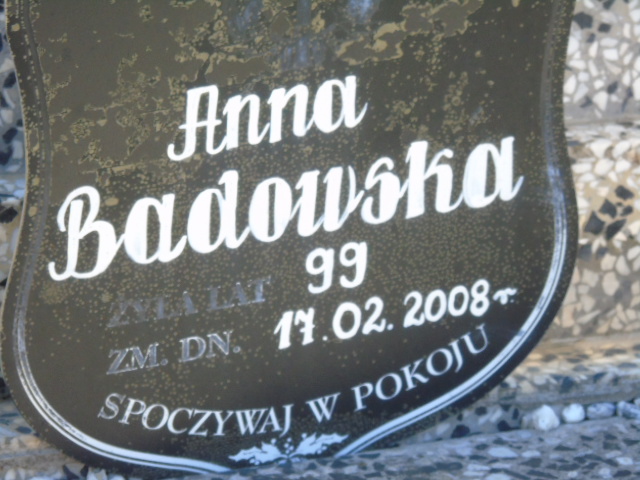 Anna
Badowska
ŻYŁA LAT 99
ZM. DN. 17.02.2008 r.
SPOCZYWAJ W POKOJU